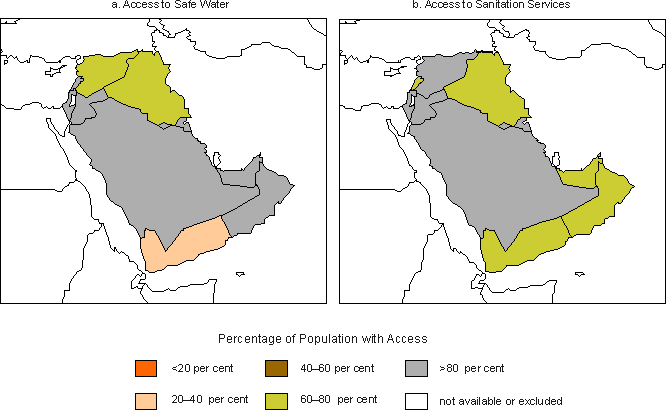 a. Access to Safe Water
b. Access to Sanitation Services
Percentage of Population with Access
<20 per cent
40–60 per cent
>80 per cent
20–40 per cent
60–80 per cent
not available or excluded